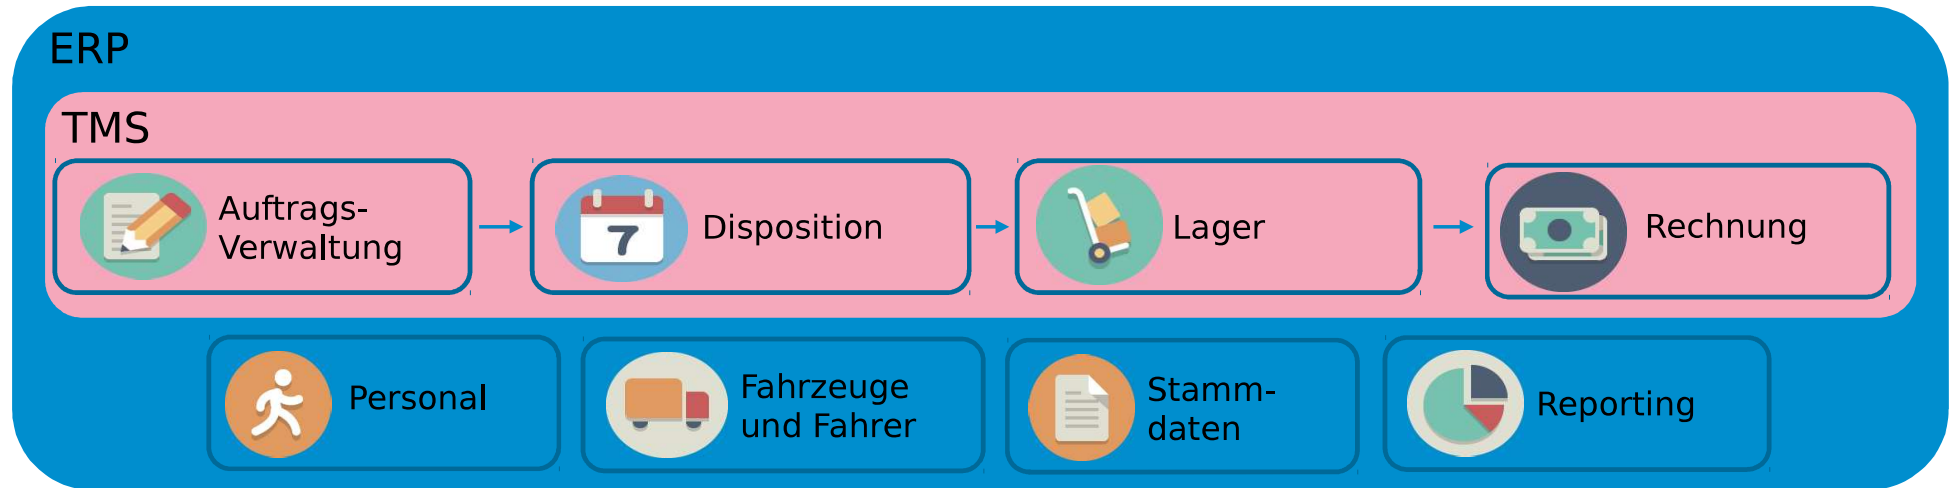 ERP
TMS
Auftrags-
Verwaltung
7
Disposition
Lager
Rechnung
Personal
Fahrzeuge
und Fahrer
Stamm-
daten
Reporting